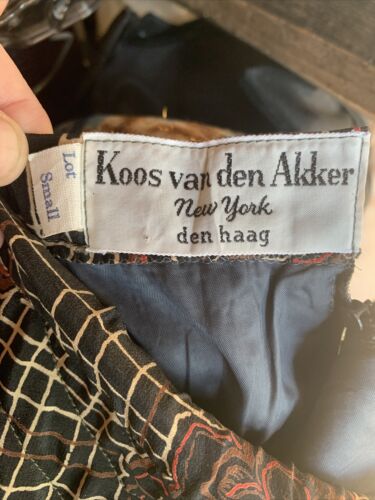 Koos van den Akker
New York
den haag
Lot
Small